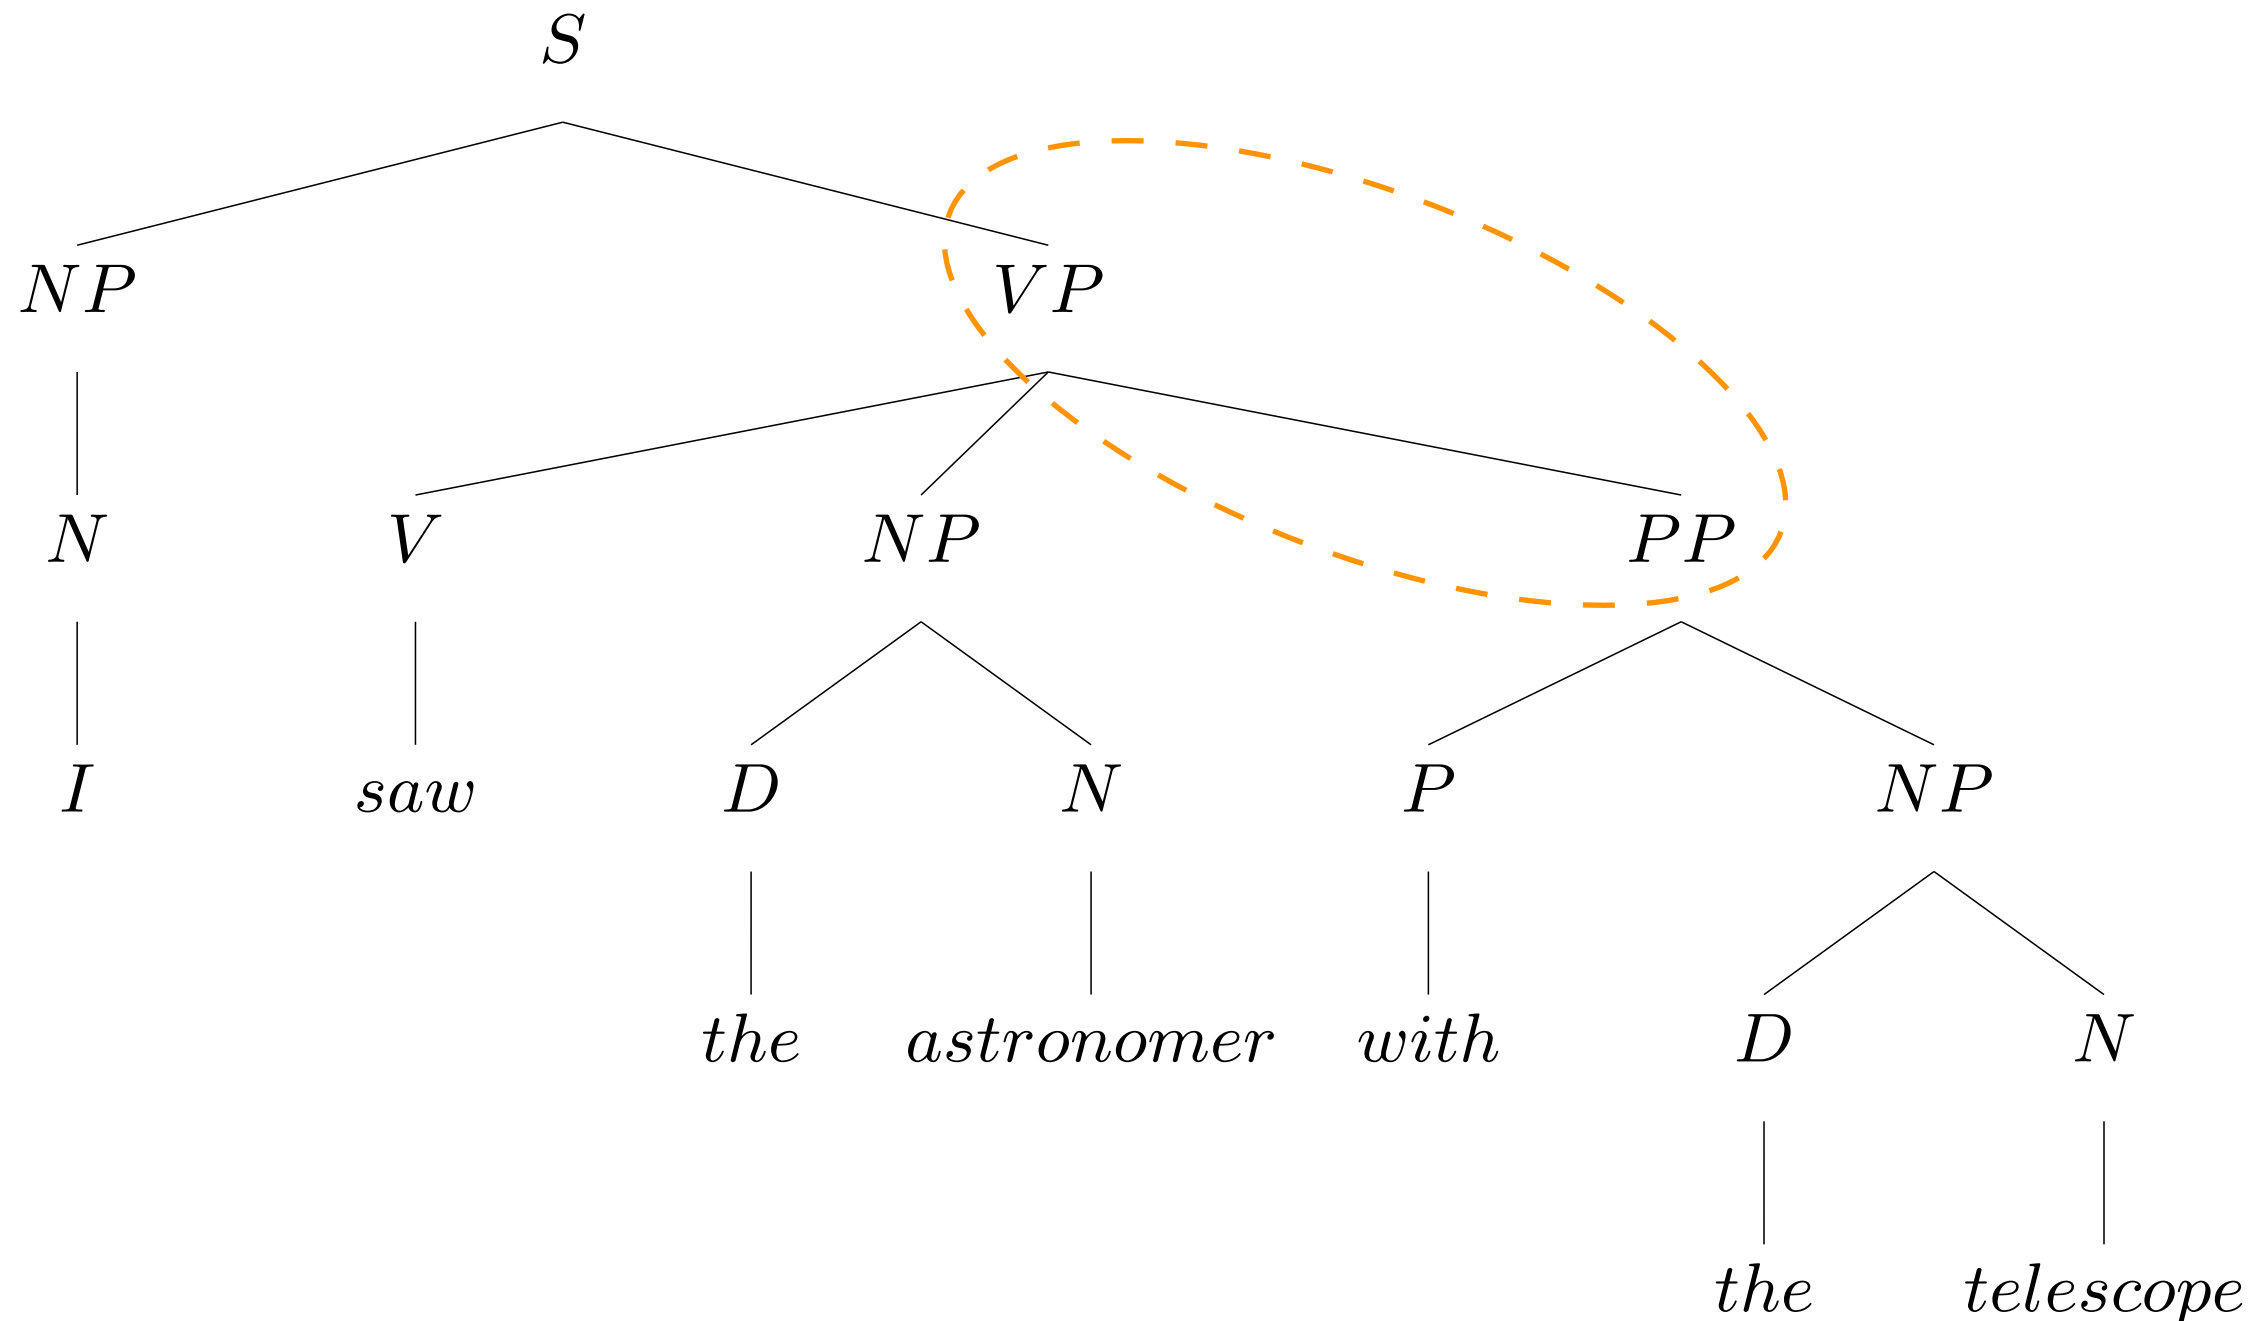 S
NP VP
N V NP PP
I saw D N P NP
the astronomer with D N
the telescope